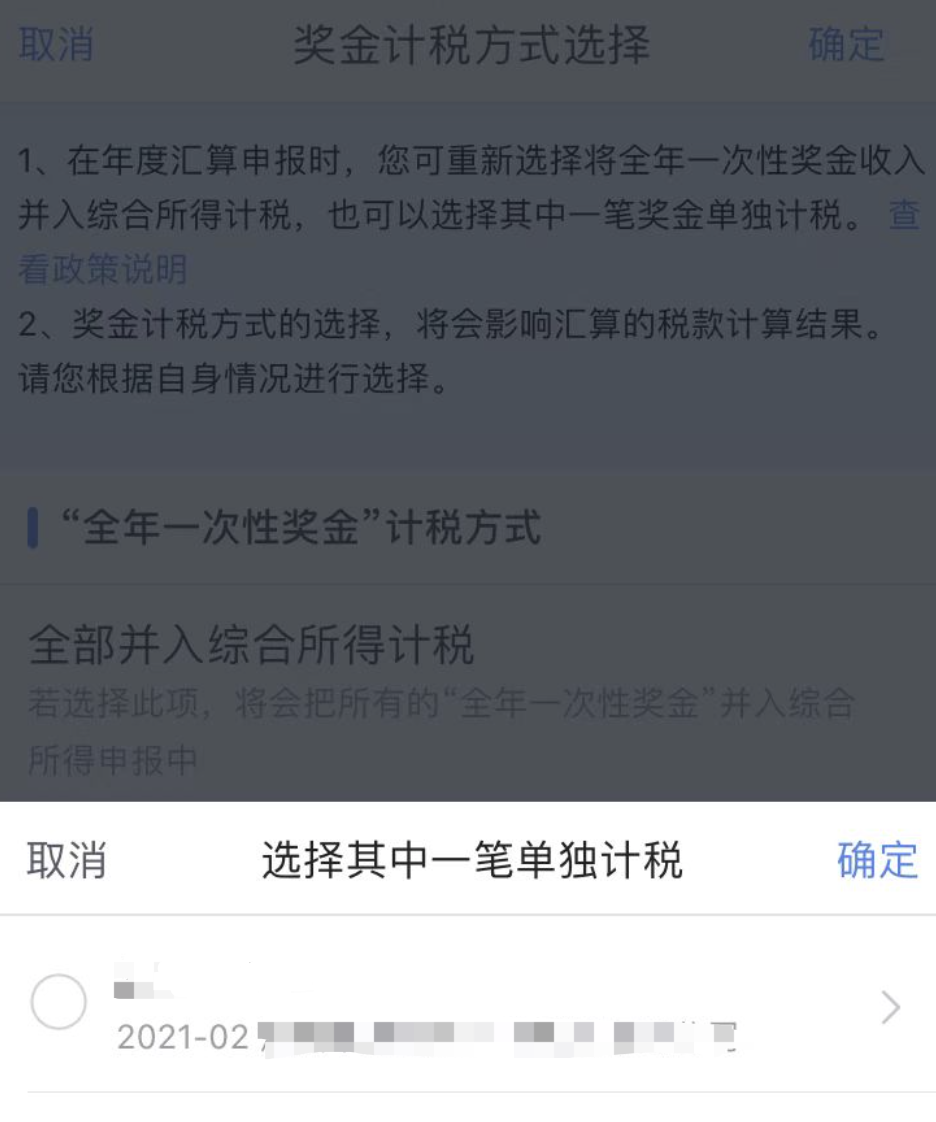 取消 奖金计税方式选择 确定
1、在年度汇算申报时，您可重新选择将全年一次性奖金收入
并入综合所得计税，也可以选择其中一笔奖金单独计税。 查
看政策说明
2、奖金计税方式的选择，将会影响汇算的税款计算结果。
请您根据自身情况进行选择。
“全年一次性奖金”计税方式
全部并入综合所得计税
若选择此项，将会把所有的“全年一次性奖金”并入综合
所得申报中
取消 选择其中一笔单独计税 确定
2021-02